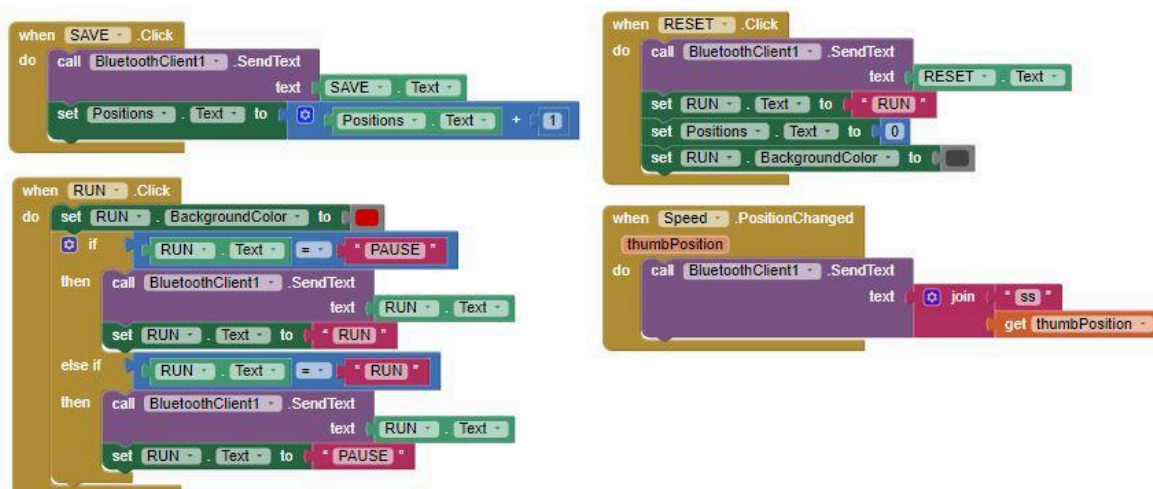 when SAVE .Click
do call BluetoothClient1 .SendText
text SAVE . Text
set Positions . Text to Positions . Text + 1
when RUN .Click
do set RUN . BackgroundColor to
if RUN . Text = " PAUSE "
then call BluetoothClient1 .SendText
text RUN . Text
set RUN . Text to " RUN "
else if RUN . Text = " RUN "
then call BluetoothClient1 .SendText
text RUN . Text
set RUN . Text to " PAUSE "
when RESET .Click
do call BluetoothClient1 .SendText
text RESET . Text
set RUN . Text to " RUN "
set Positions . Text to 0
set RUN . BackgroundColor to
when Speed .PositionChanged
thumbPosition
do call BluetoothClient1 .SendText
text join " ss "
get thumbPosition